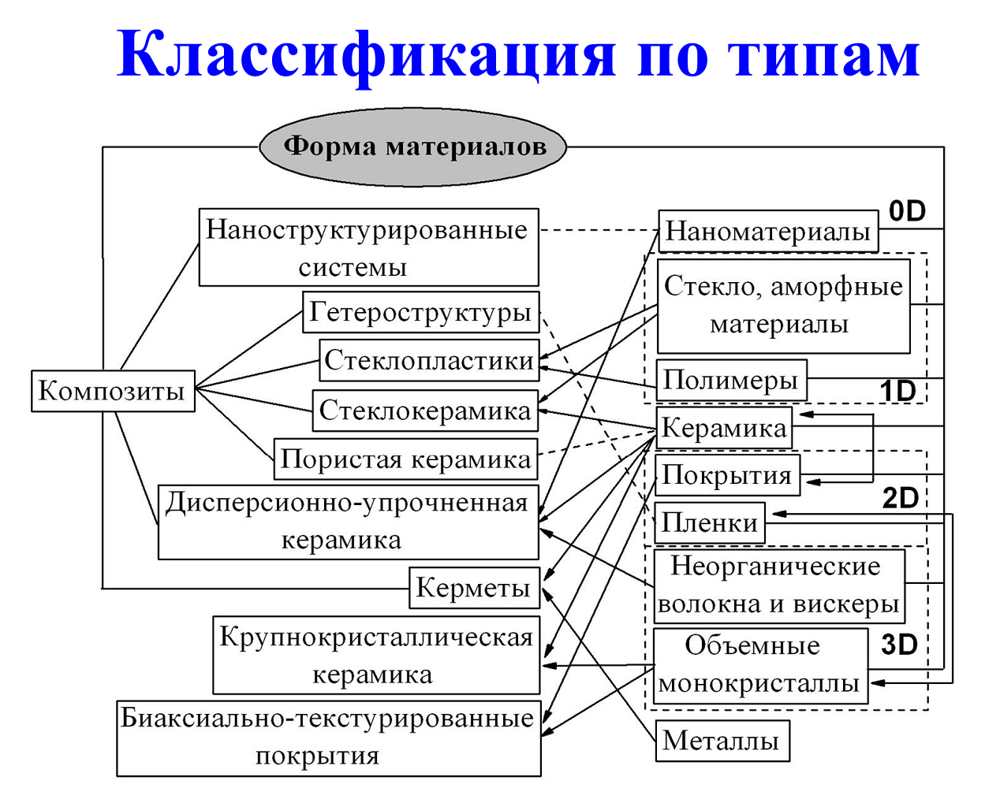 Классификация по типам
Форма материалов
Наноструктурированные
системы
Гетероструктуры
Стеклопластики
Композиты
Стеклокерамика
Пористая керамика
Дисперсионно-упрочненная
керамика
Керметы
Крупнокристаллическая
керамика
Биаксиально-текстурированные
покрытия
0D
Наноматериалы
Стекло, аморфные
материалы
Полимеры
1D
Керамика
Покрытия
2D
Пленки
Неорганические
волокна и вискеры
Объемные
монокристаллы
3D
Металлы